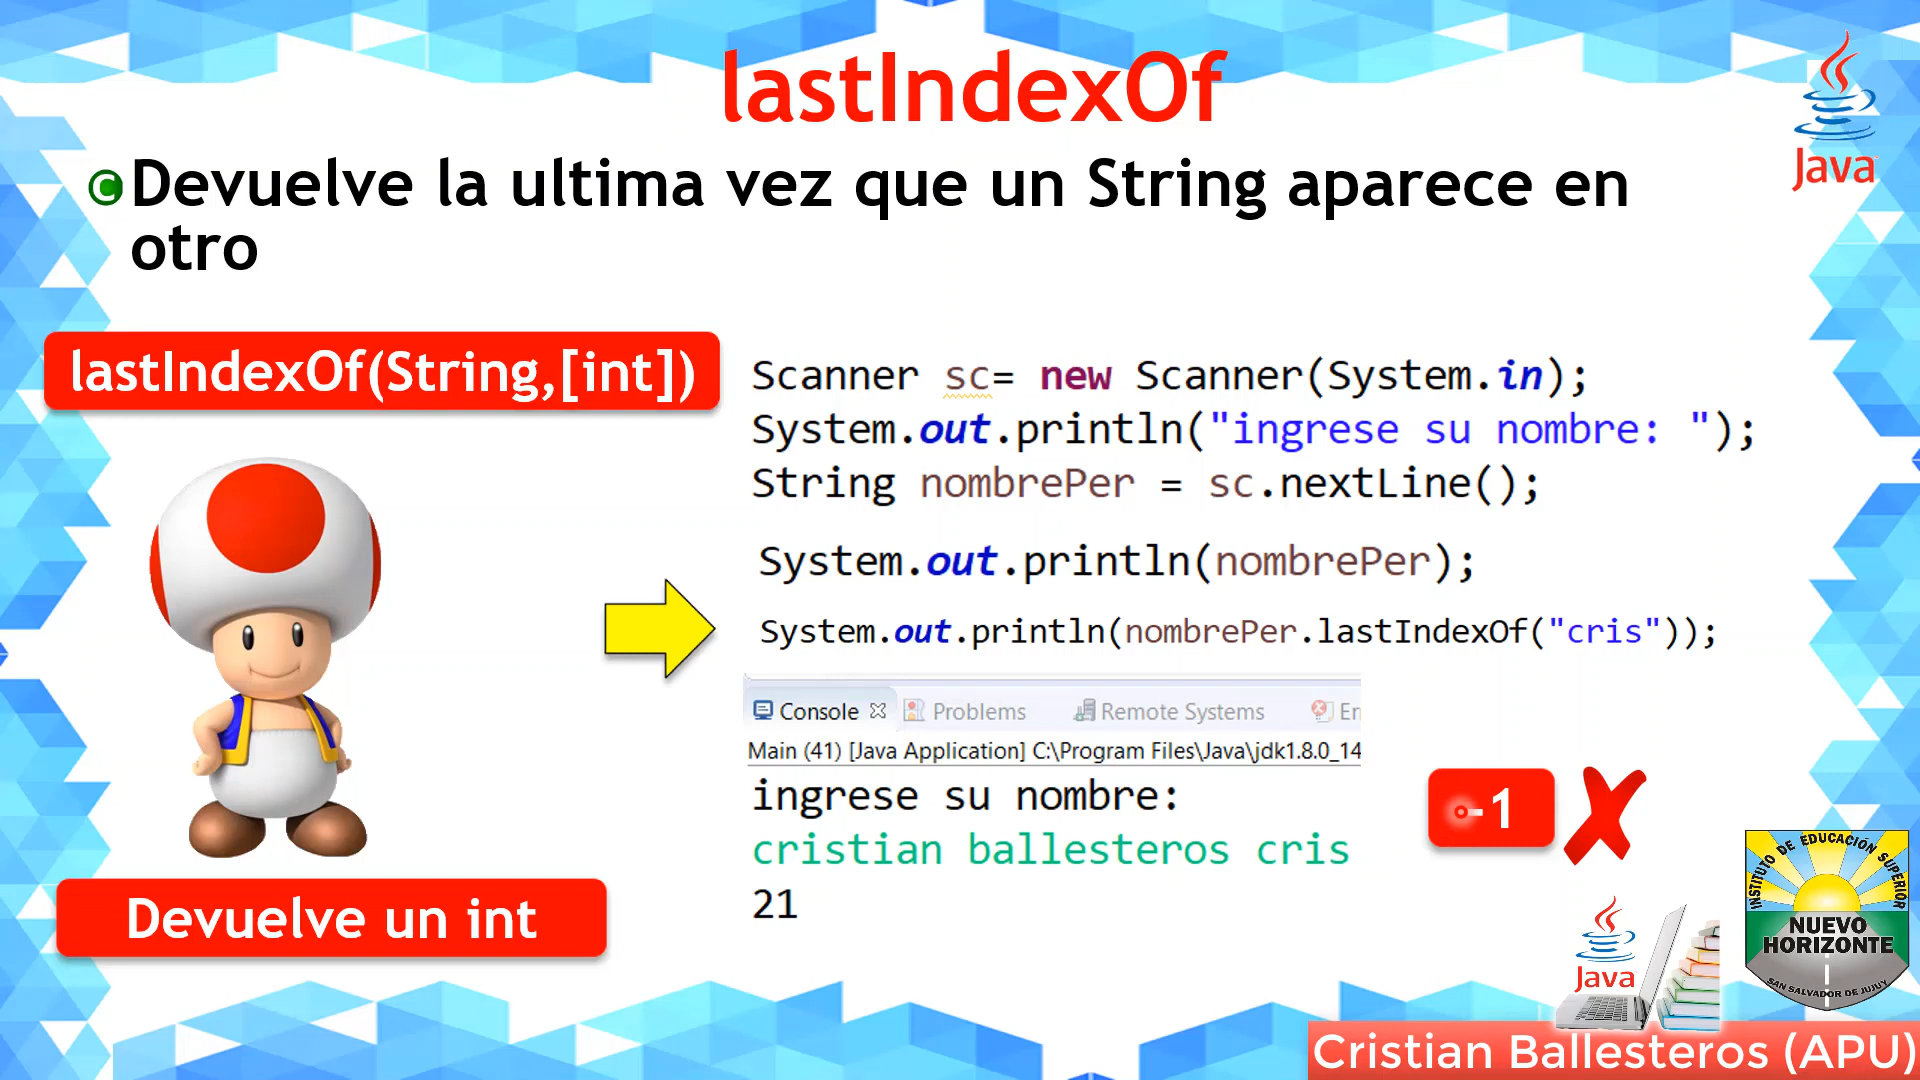 lastIndexOf
Devuelve la ultima vez que un String aparece en
otro
lastIndexOf(String,[int])
Scanner sc= new Scanner(System.in);
System.out.println("ingrese su nombre: ");
String nombrePer = sc.nextLine();
System.out.println(nombrePer);
System.out.println(nombrePer.lastIndexOf("cris"));
Console Problems Remote Systems Er
Main (41) [Java Application] C:\Program Files\Java\jdk1.8.0_14
ingrese su nombre:
cristian ballesteros cris
21
-1
Devuelve un int
Java
Java
INSTITUTO DE EDUCACIÓN SUPERIOR
NUEVO
HORIZONTE
SAN SALVADOR DE JUJUY
Cristian Ballesteros (APU)